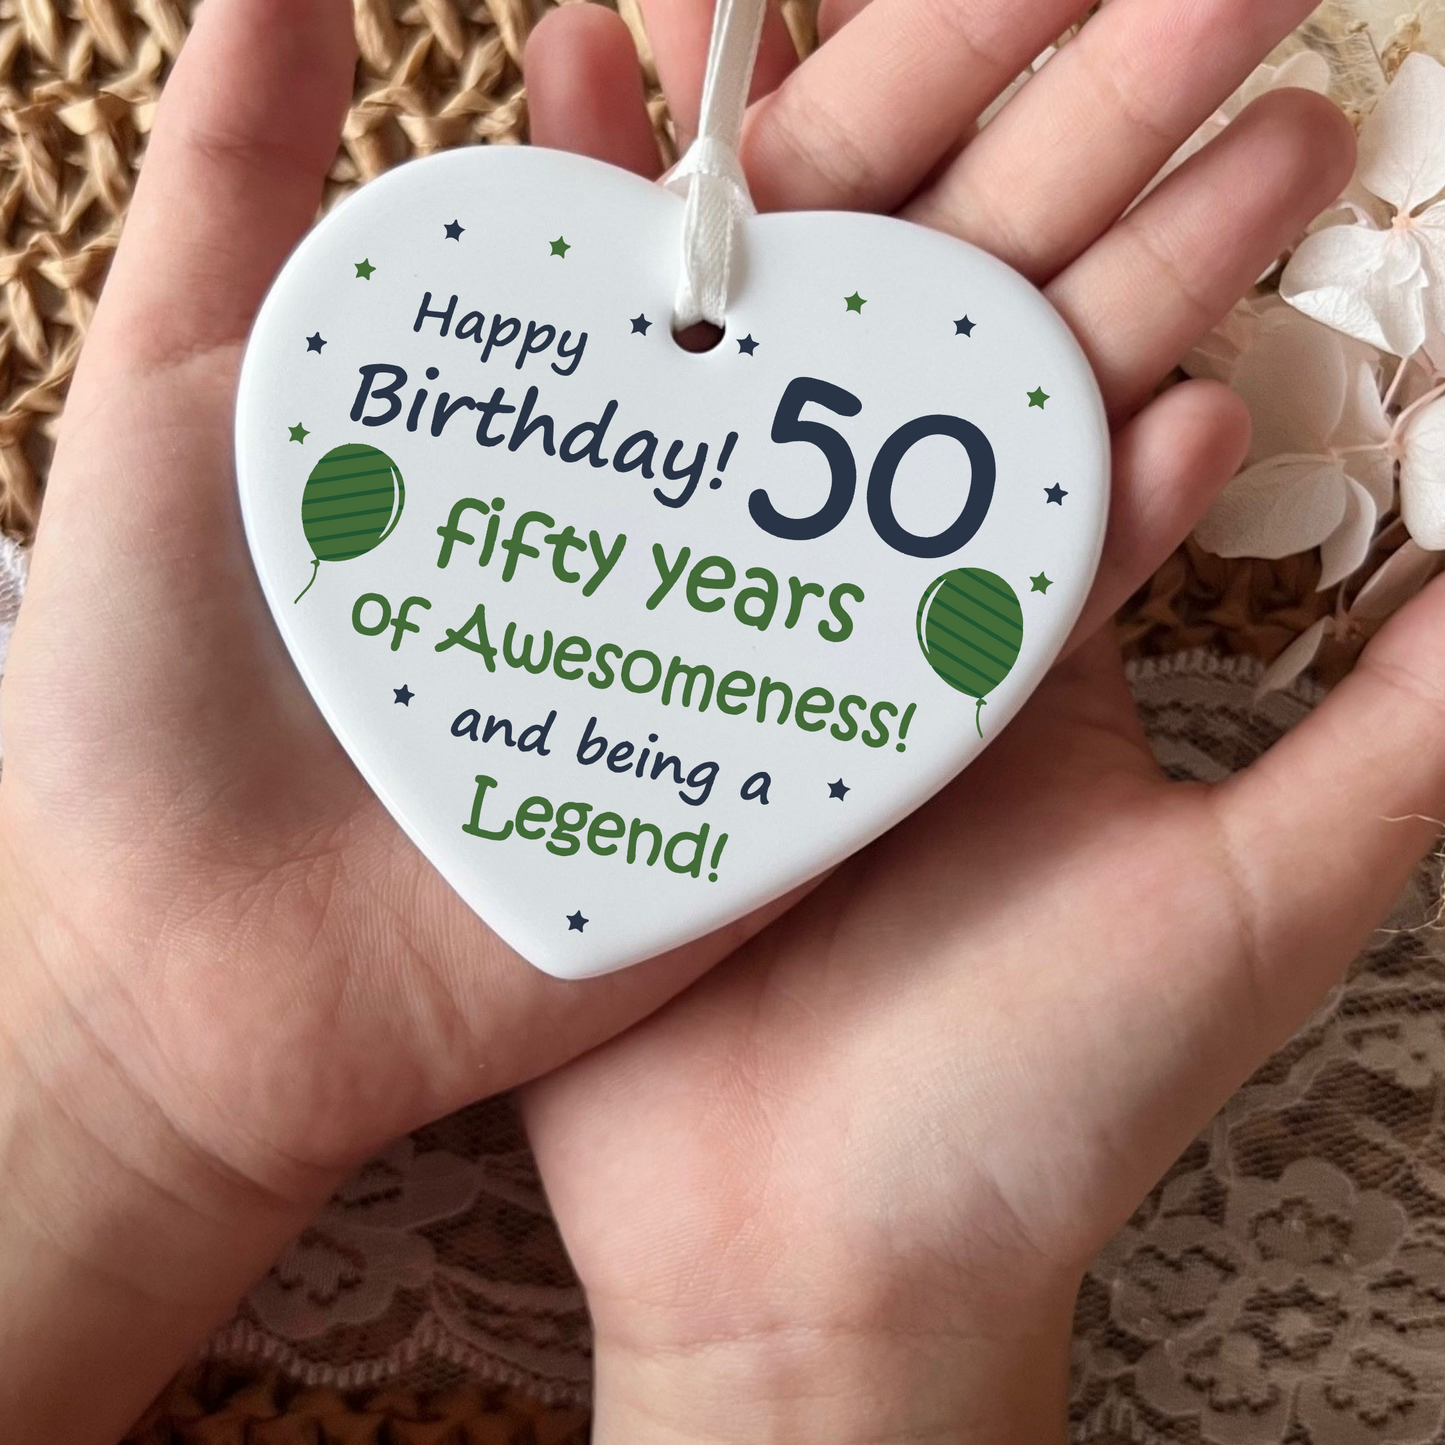 Happy
Birthday! 50
fifty years
of Awesomeness!
and being a
Legend!